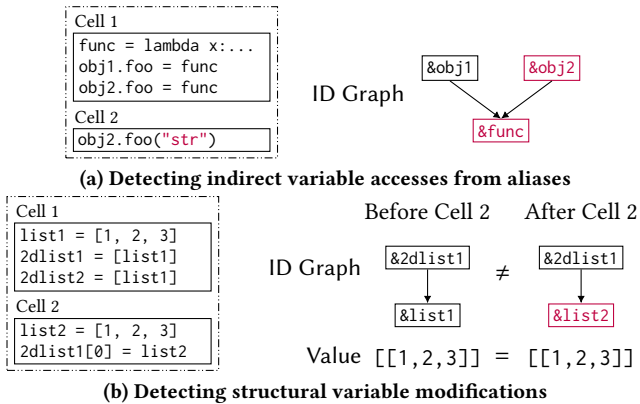 Cell 1
func = lambda x:...
obj1.foo = func
obj2.foo = func
Cell 2
obj2.foo("str")
ID Graph
&obj1
&obj2
&func
(a) Detecting indirect variable accesses from aliases
Cell 1
list1 = [1, 2, 3]
2dlist1 = [list1]
2dlist2 = [list1]
Cell 2
list2 = [1, 2, 3]
2dlist1[0] = list2
Before Cell 2
After Cell 2
ID Graph
&2dlist1 ≠ &2dlist1
&list1
&list2
Value [[1,2,3]] = [[1,2,3]]
(b) Detecting structural variable modifications